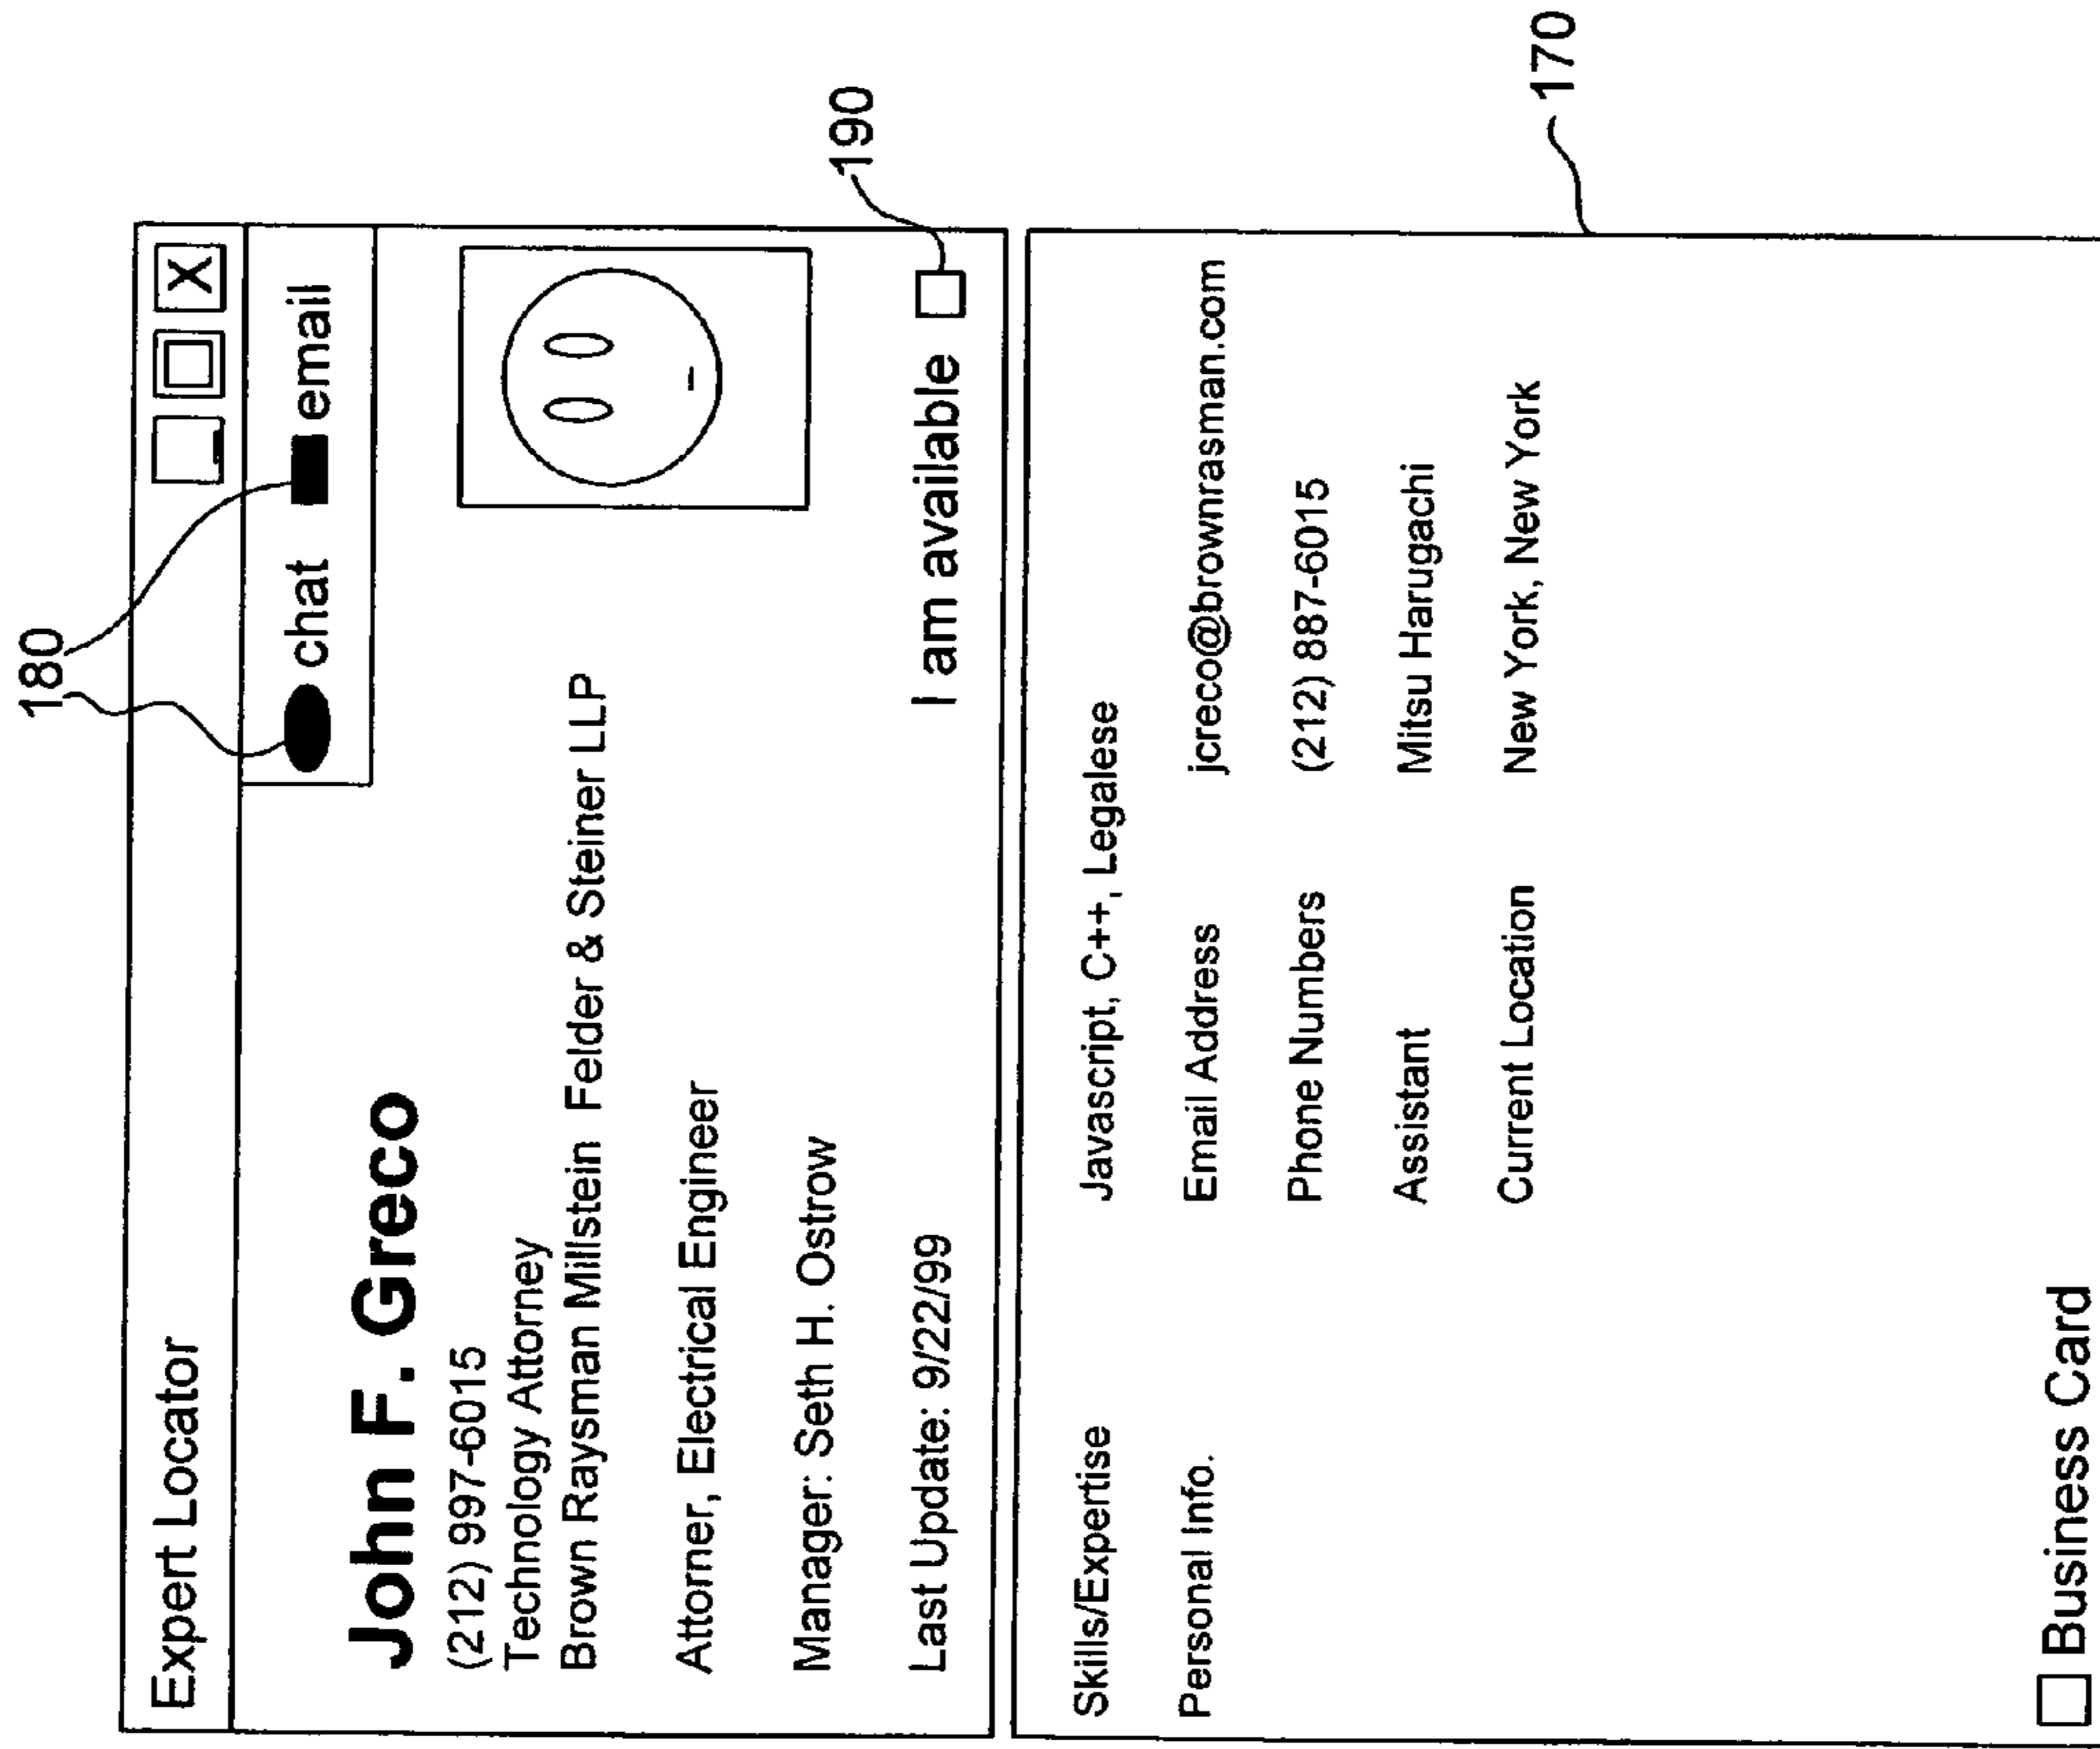 180
Expert Locator
X
chat email
John F. Greco
(212) 997-6015
Technology Attorney
Brown Raysman Millstein Felder & Steiner LLP
Attorner, Electrical Engineer
Manager: Seth H. Ostrow
Last Update: 9/22/99 I am available
190
Skills/Expertise Javascript, C++, Legalese
Personal Info. Email Address jcreco@brownrasman.com
Phone Numbers (212) 887-6015
Assistant Mitsu Harugachi
Current Location New York, New York
170
Business Card